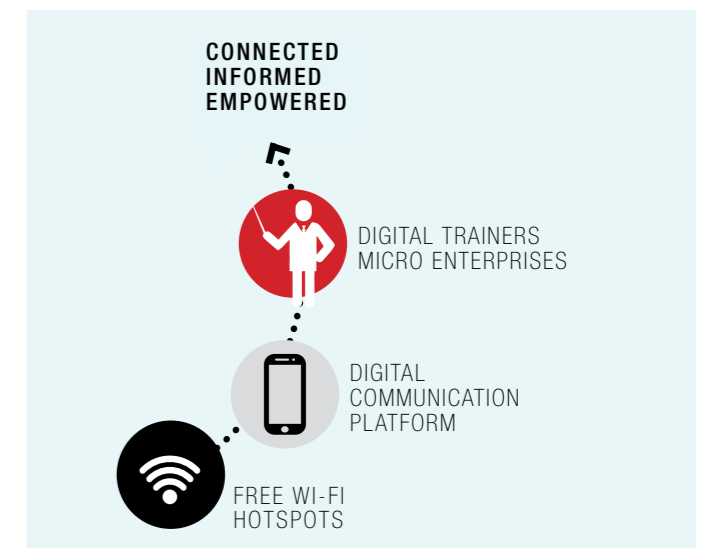 CONNECTED
INFORMED
EMPOWERED
DIGITAL TRAINERS
MICRO ENTERPRISES
DIGITAL
COMMUNICATION
PLATFORM
FREE WI-FI
HOTSPOTS